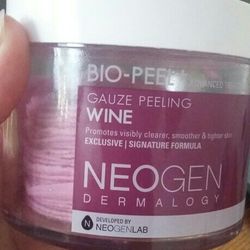 BIO-PEEL
GAUZE PEELING
WINE
Promotes visibly clearer, smoother & tighter skin
EXCLUSIVE | SIGNATURE FORMULA
NEOGEN
DERMALOGY
N
DEVELOPED BY
NEOGENLAB